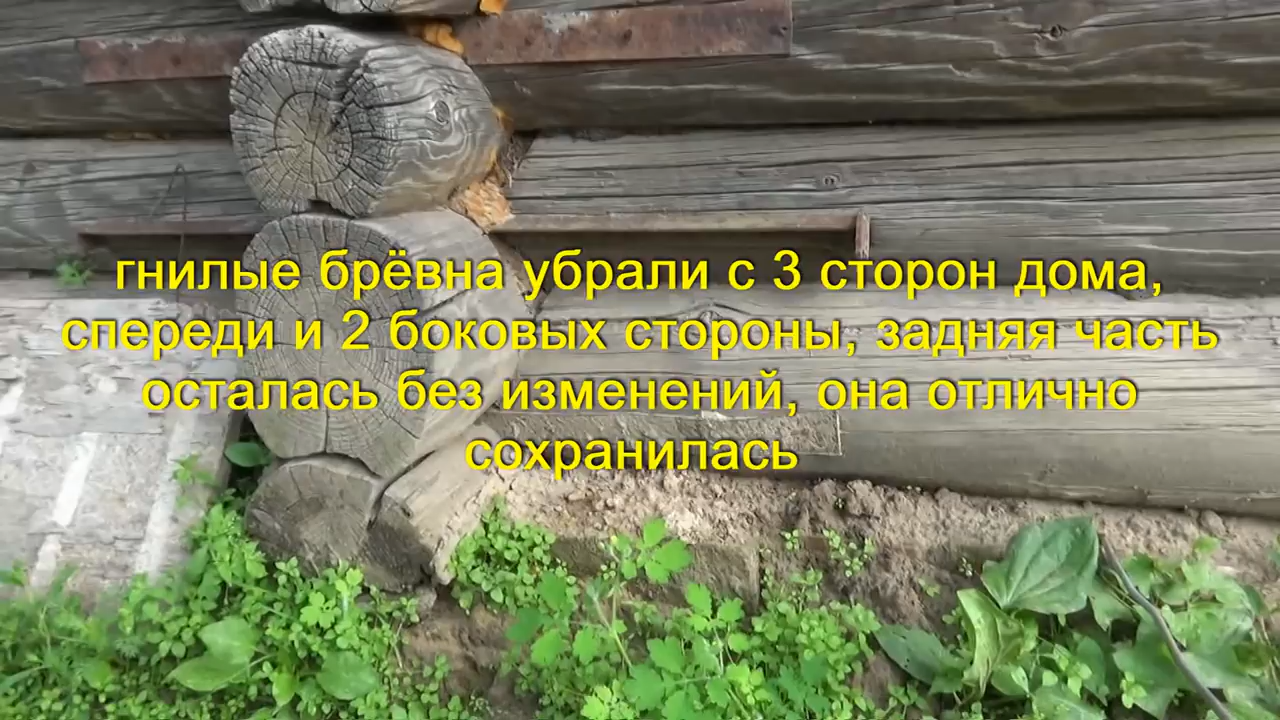 гнилые брёвна убрали с 3 сторон дома,
спереди и 2 боковых стороны, задняя часть
осталась без изменений, она отлично
сохранилась